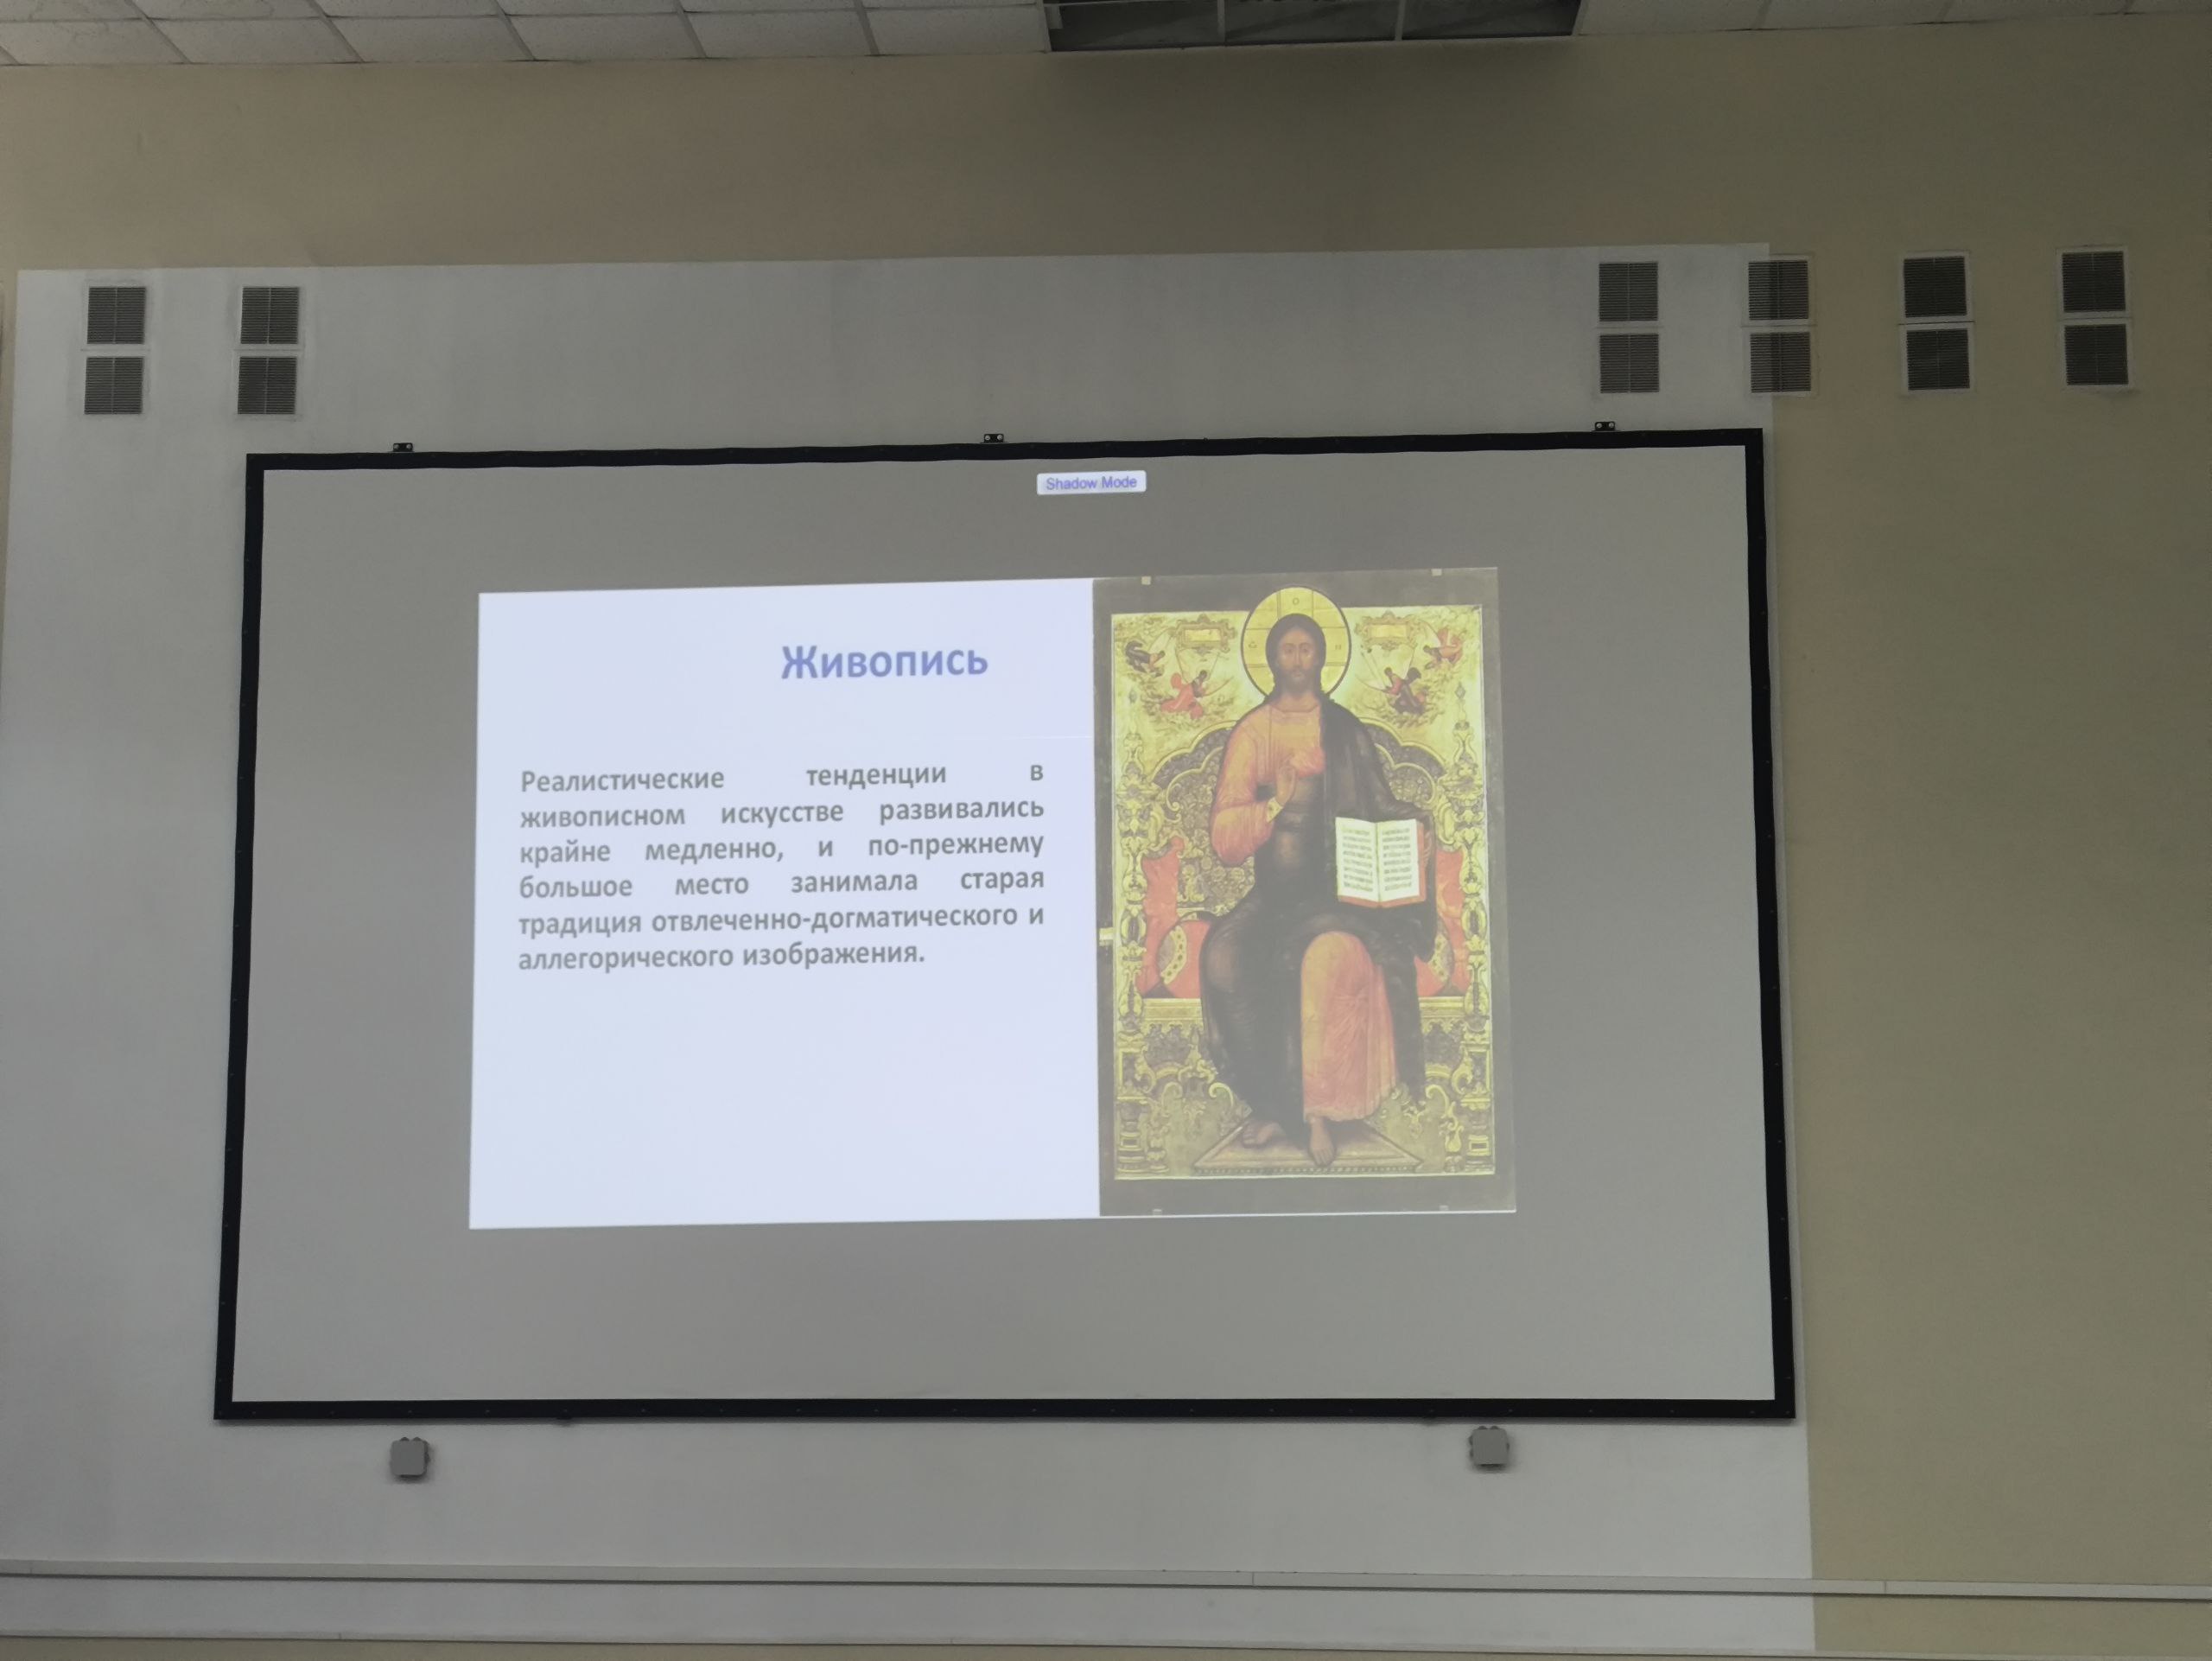 Shadow Mode
Живопись
Реалистические тенденции в
живописном искусстве развивались
крайне медленно, и по-прежнему
большое место занимала старая
традиция отвлеченно-догматического и
аллегорического изображения.